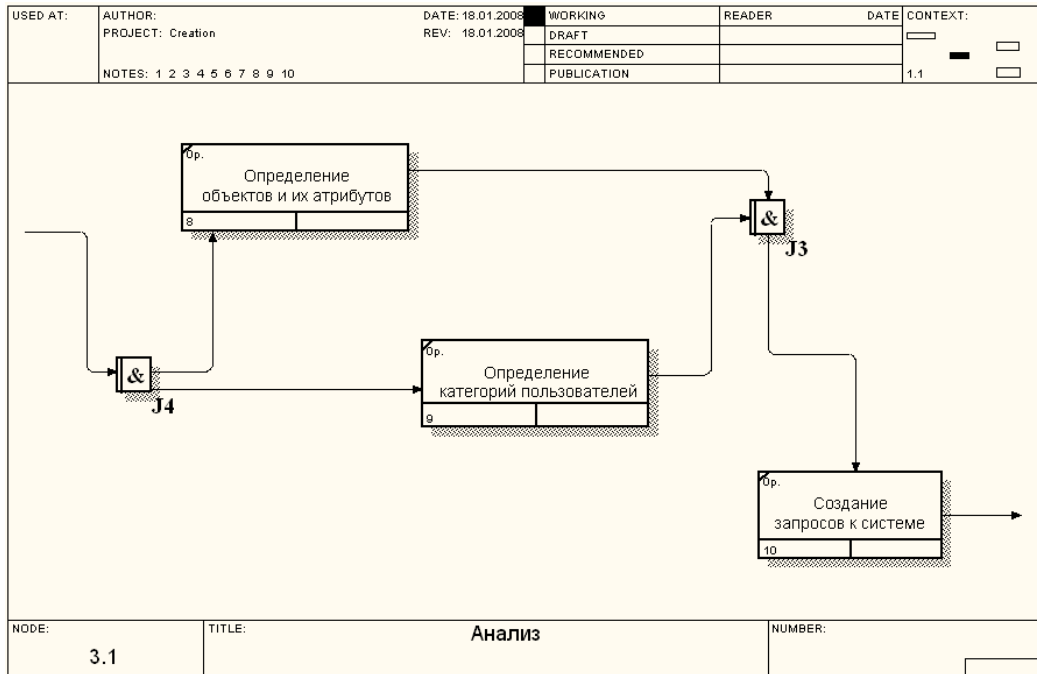 USED AT:
AUTHOR:
DATE: 18.01.2008
WORKING
READER
DATE
CONTEXT:
PROJECT: Creation
REV: 18.01.2008
DRAFT
RECOMMENDED
NOTES: 1 2 3 4 5 6 7 8 9 10
PUBLICATION
1.1
0р.
Определение
объектов и их атрибутов
8
&
J3
&
J4
0р.
Определение
категорий пользователей
9
0р.
Создание
запросов к системе
10
NODE:
TITLE:
Анализ
NUMBER:
3.1